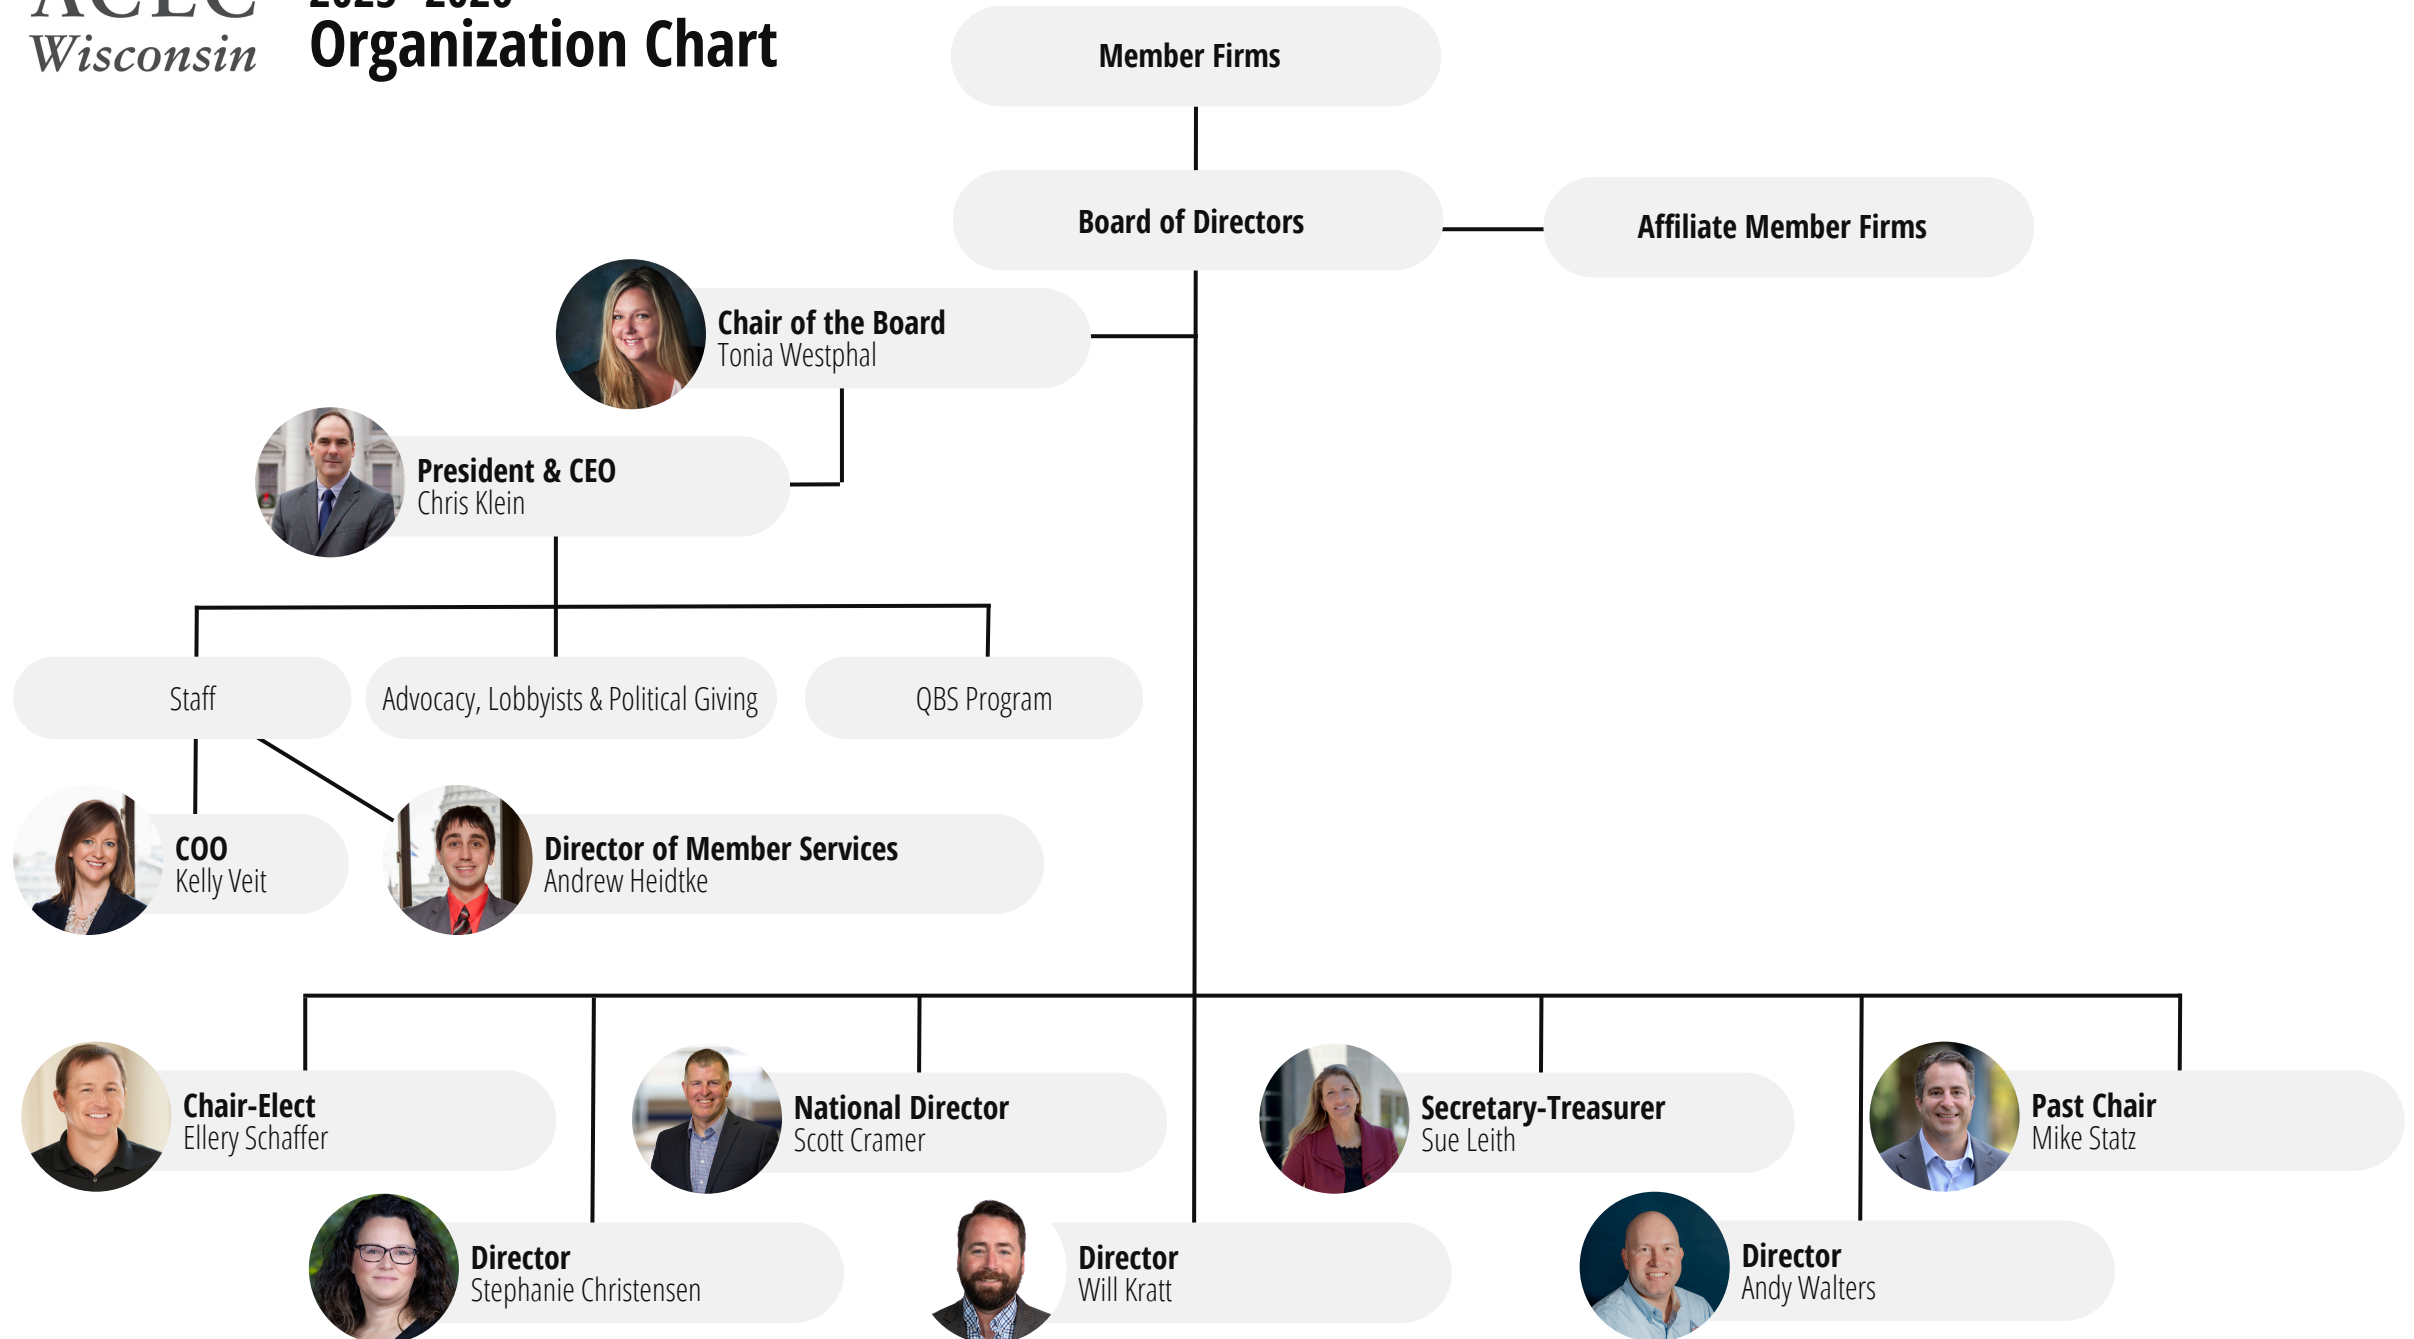 ACEC
Wisconsin
2025 - 2026
Organization Chart
Member Firms
Board of Directors
Affiliate Member Firms
Chair of the Board
Tonia Westphal
President & CEO
Chris Klein
Staff
Advocacy, Lobbyists & Political Giving
QBS Program
COO
Kelly Veit
Director of Member Services
Andrew Heidtke
Chair-Elect
Ellery Schaffer
National Director
Scott Cramer
Secretary-Treasurer
Sue Leith
Past Chair
Mike Statz
Director
Stephanie Christensen
Director
Will Kratt
Director
Andy Walters